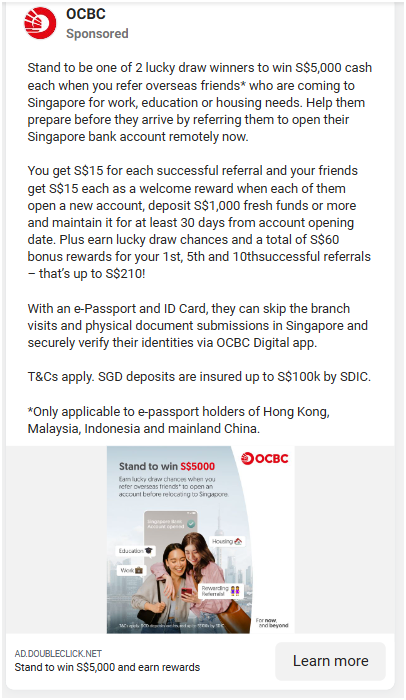 OCBC
Sponsored
Stand to be one of 2 lucky draw winners to win S$5,000 cash
each when you refer overseas friends* who are coming to
Singapore for work, education or housing needs. Help them
prepare before they arrive by referring them to open their
Singapore bank account remotely now.
You get S$15 for each successful referral and your friends
get S$15 each as a welcome reward when each of them
open a new account, deposit S$1,000 fresh funds or more
and maintain it for at least 30 days from account opening
date. Plus earn lucky draw chances and a total of S$60
bonus rewards for your 1st, 5th and 10thsuccessful referrals
– that’s up to S$210!
With an e-Passport and ID Card, they can skip the branch
visits and physical document submissions in Singapore and
securely verify their identities via OCBC Digital app.
T&Cs apply. SGD deposits are insured up to S$100k by SDIC.
*Only applicable to e-passport holders of Hong Kong,
Malaysia, Indonesia and mainland China.
OCBC
Stand to win S$5000
Earn lucky draw chances when you
refer overseas friends* to open an
account before relocating to Singapore.
Singapore Bank
Account opened
Housing
Education
Work
Rewarding
Referrals!
For now,
and beyond
T&Cs apply. SGD deposits are insured up to S$100k by SDIC.
AD.DOUBLECLICK.NET
Stand to win S$5,000 and earn rewards
Learn more